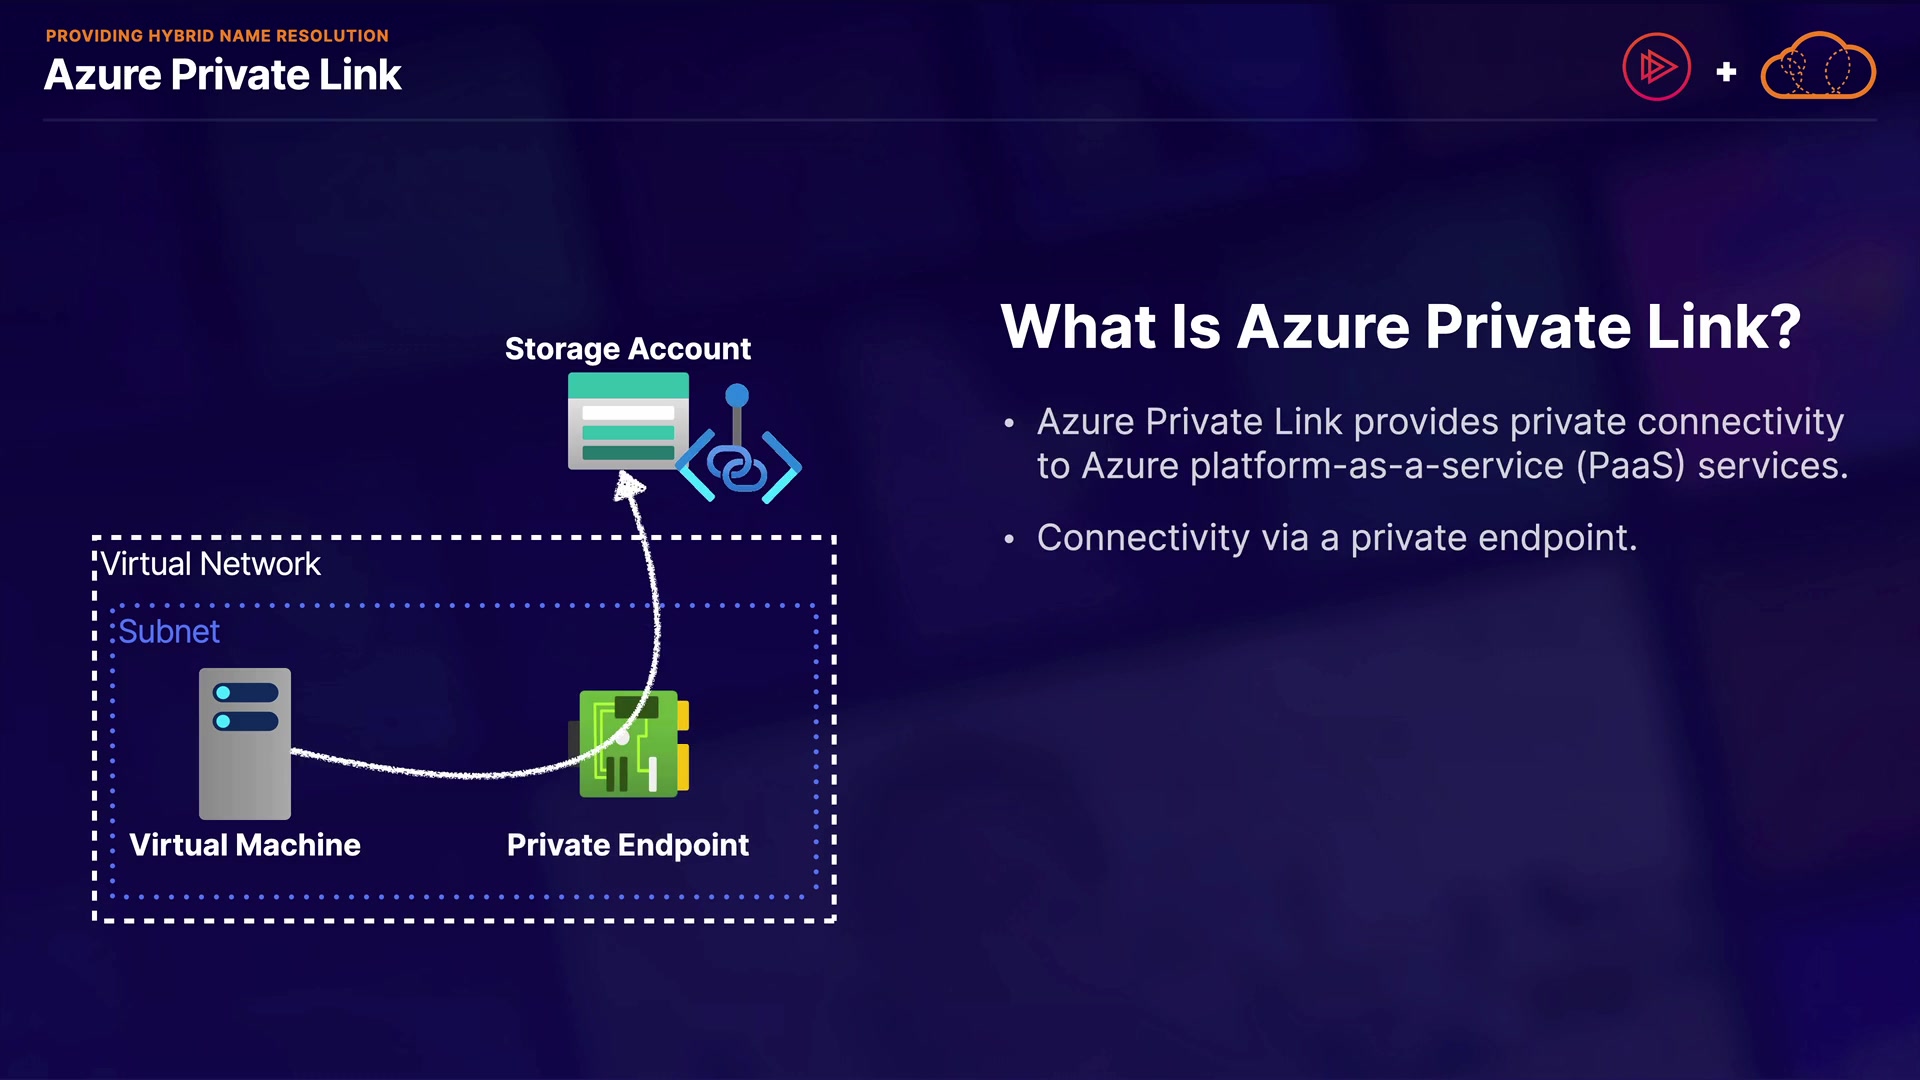 PROVIDING HYBRID NAME RESOLUTION
Azure Private Link
Storage Account
Virtual Network
Subnet
Virtual Machine
Private Endpoint
What Is Azure Private Link?
• Azure Private Link provides private connectivity
to Azure platform-as-a-service (PaaS) services.
• Connectivity via a private endpoint.